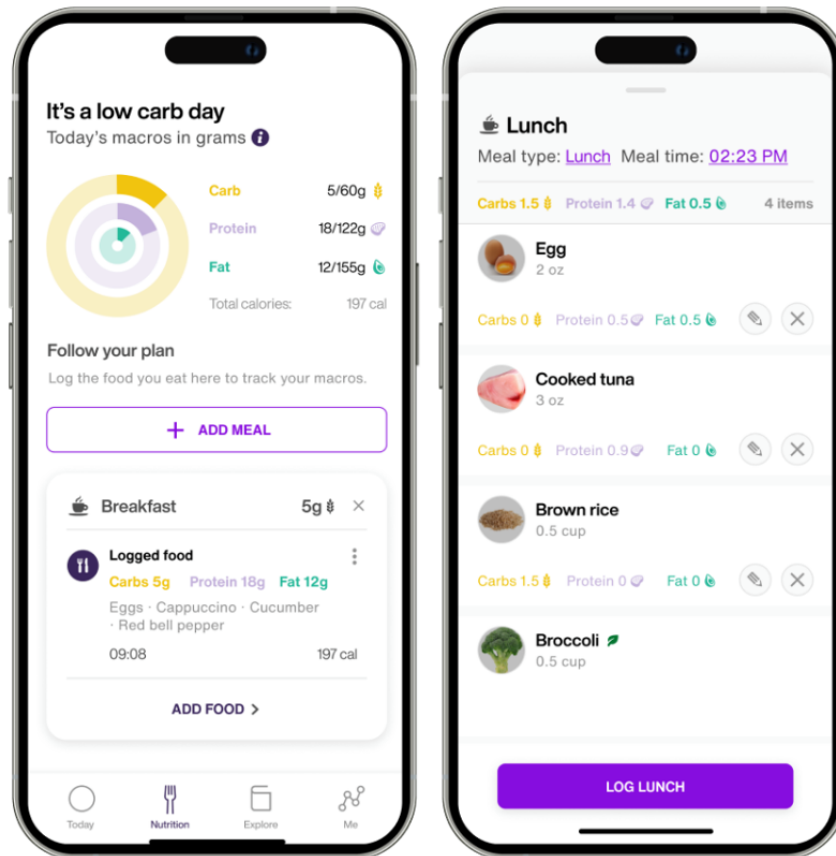 It's a low carb day
Today's macros in grams i
Carb 5/60g
Protein 18/122g
Fat 12/155g
Total calories: 197 cal
Follow your plan
Log the food you eat here to track your macros.
+ ADD MEAL
Breakfast 5g ×
Logged food
Carbs 5g Protein 18g Fat 12g
Eggs · Cappuccino · Cucumber
· Red bell pepper
09:08 197 cal
ADD FOOD >
Today Nutrition Explore Me
Lunch
Meal type: Lunch Meal time: 02:23 PM
Carbs 1.5 Protein 1.4 Fat 0.5 4 items
Egg
2 oz
Carbs 0 Protein 0.5 Fat 0.5
Cooked tuna
3 oz
Carbs 0 Protein 0.9 Fat 0
Brown rice
0.5 cup
Carbs 1.5 Protein 0 Fat 0
Broccoli
0.5 cup
LOG LUNCH